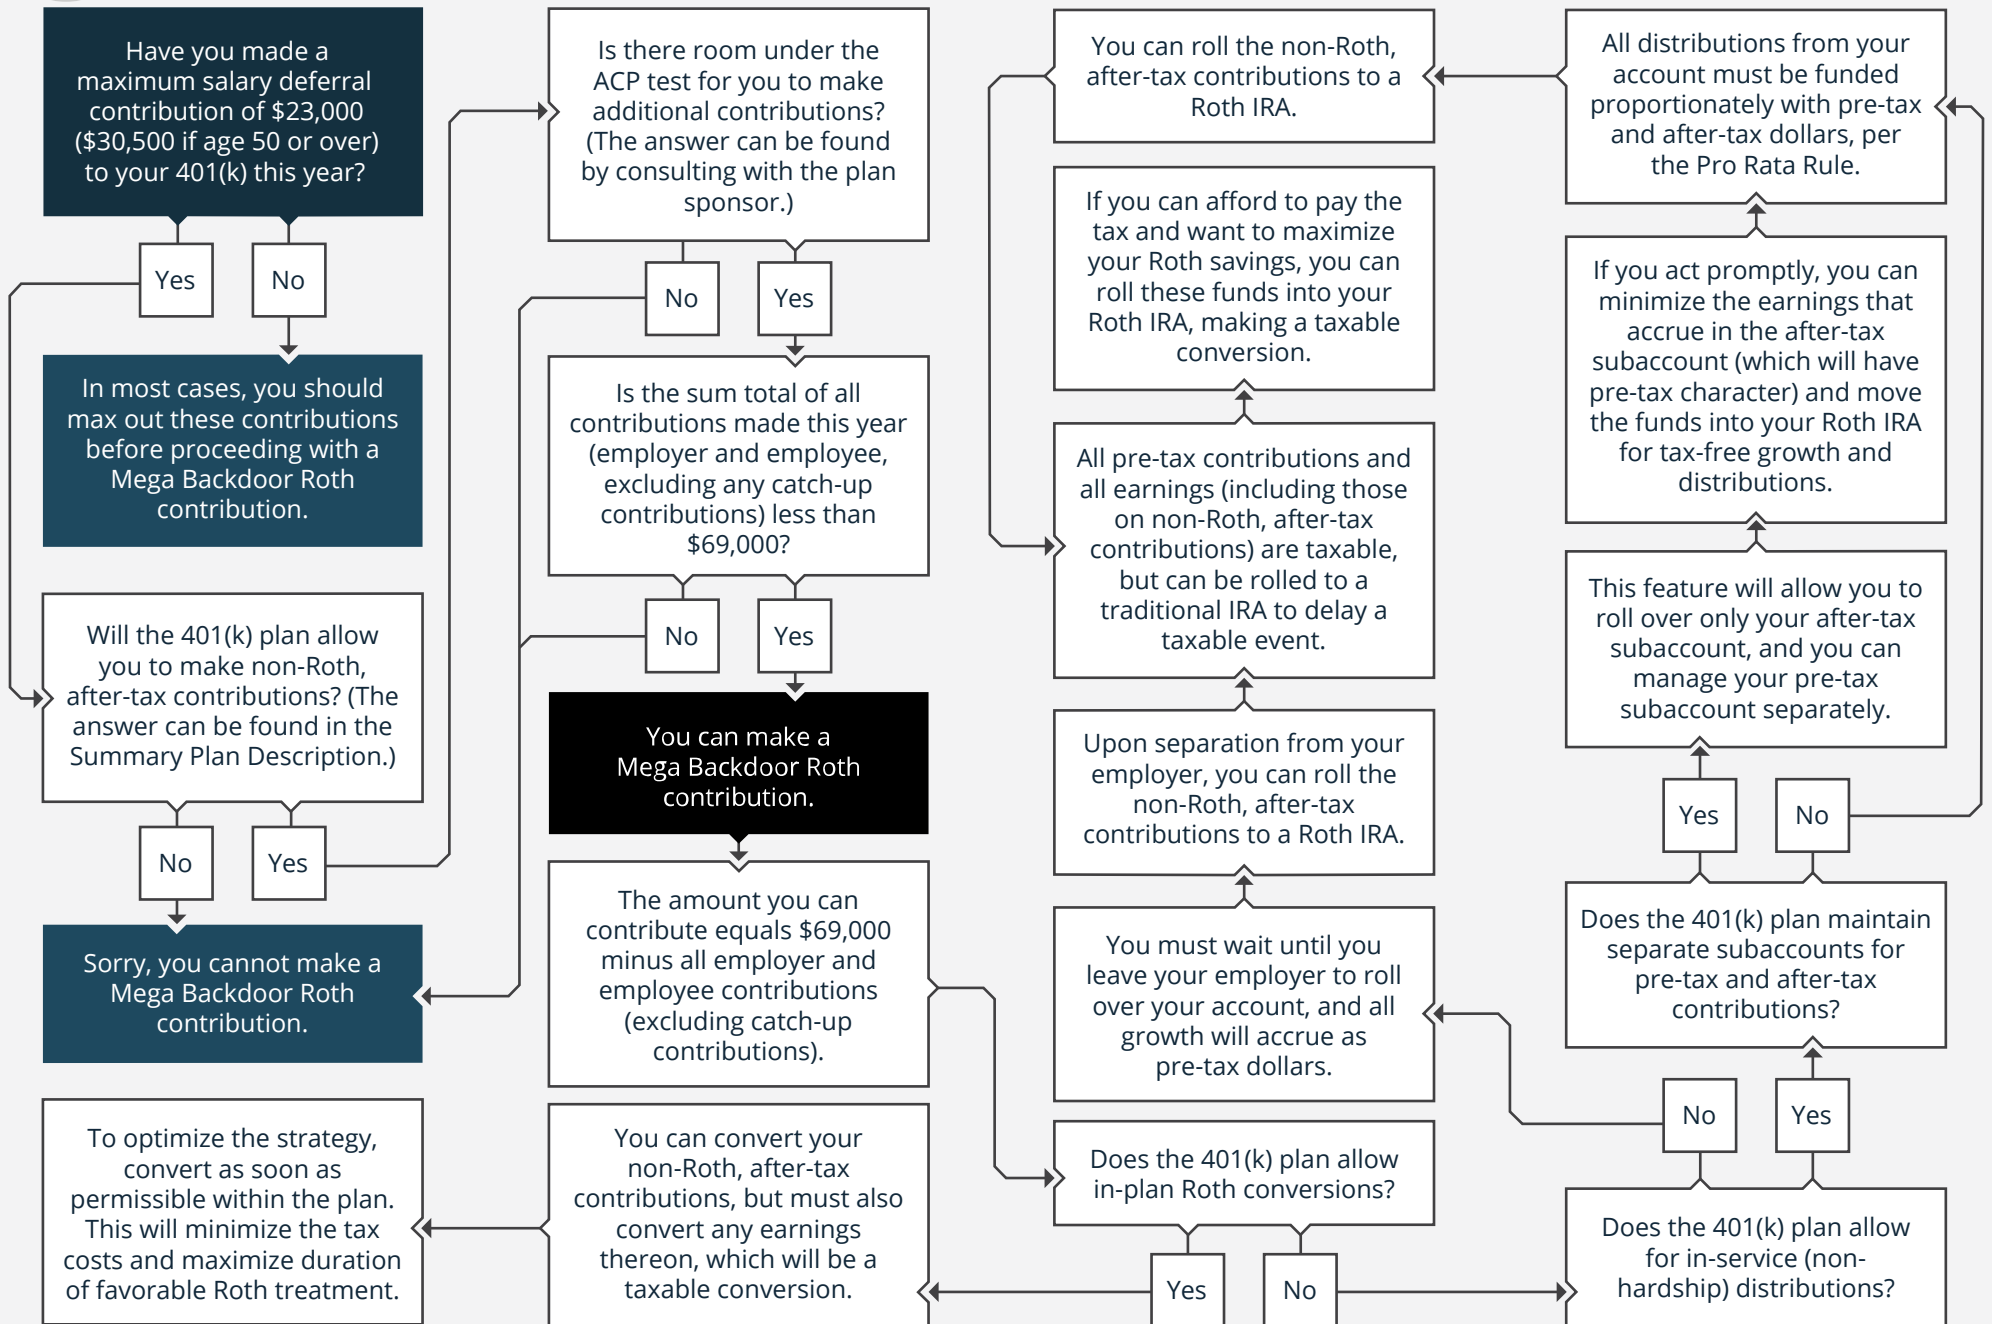 Have you made a
maximum salary deferral
contribution of $23,000
($30,500 if age 50 or over)
to your 401(k) this year?
Yes
No
In most cases, you should
max out these contributions
before proceeding with a
Mega Backdoor Roth
contribution.
Will the 401(k) plan allow
you to make non-Roth,
after-tax contributions? (The
answer can be found in the
Summary Plan Description.)
No
Yes
Sorry, you cannot make a
Mega Backdoor Roth
contribution.
Is there room under the
ACP test for you to make
additional contributions?
(The answer can be found
by consulting with the plan
sponsor.)
No
Yes
Is the sum total of all
contributions made this year
(employer and employee,
excluding any catch-up
contributions) less than
$69,000?
No
Yes
You can make a
Mega Backdoor Roth
contribution.
The amount you can
contribute equals $69,000
minus all employer and
employee contributions
(excluding catch-up
contributions).
Does the 401(k) plan allow
in-plan Roth conversions?
Yes
No
You can convert your
non-Roth, after-tax
contributions, but must also
convert any earnings
thereon, which will be a
taxable conversion.
To optimize the strategy,
convert as soon as
permissible within the plan.
This will minimize the tax
costs and maximize duration
of favorable Roth treatment.
Does the 401(k) plan allow
for in-service (non-
hardship) distributions?
No
Yes
You must wait until you
leave your employer to roll
over your account, and all
growth will accrue as
pre-tax dollars.
Upon separation from your
employer, you can roll the
non-Roth, after-tax
contributions to a Roth IRA.
Does the 401(k) plan maintain
separate subaccounts for
pre-tax and after-tax
contributions?
Yes
No
This feature will allow you to
roll over only your after-tax
subaccount, and you can
manage your pre-tax
subaccount separately.
If you act promptly, you can
minimize the earnings that
accrue in the after-tax
subaccount (which will have
pre-tax character) and move
the funds into your Roth IRA
for tax-free growth and
distributions.
All distributions from your
account must be funded
proportionately with pre-tax
and after-tax dollars, per
the Pro Rata Rule.
You can roll the non-Roth,
after-tax contributions to a
Roth IRA.
All pre-tax contributions and
all earnings (including those
on non-Roth, after-tax
contributions) are taxable,
but can be rolled to a
traditional IRA to delay a
taxable event.
If you can afford to pay the
tax and want to maximize
your Roth savings, you can
roll these funds into your
Roth IRA, making a taxable
conversion.